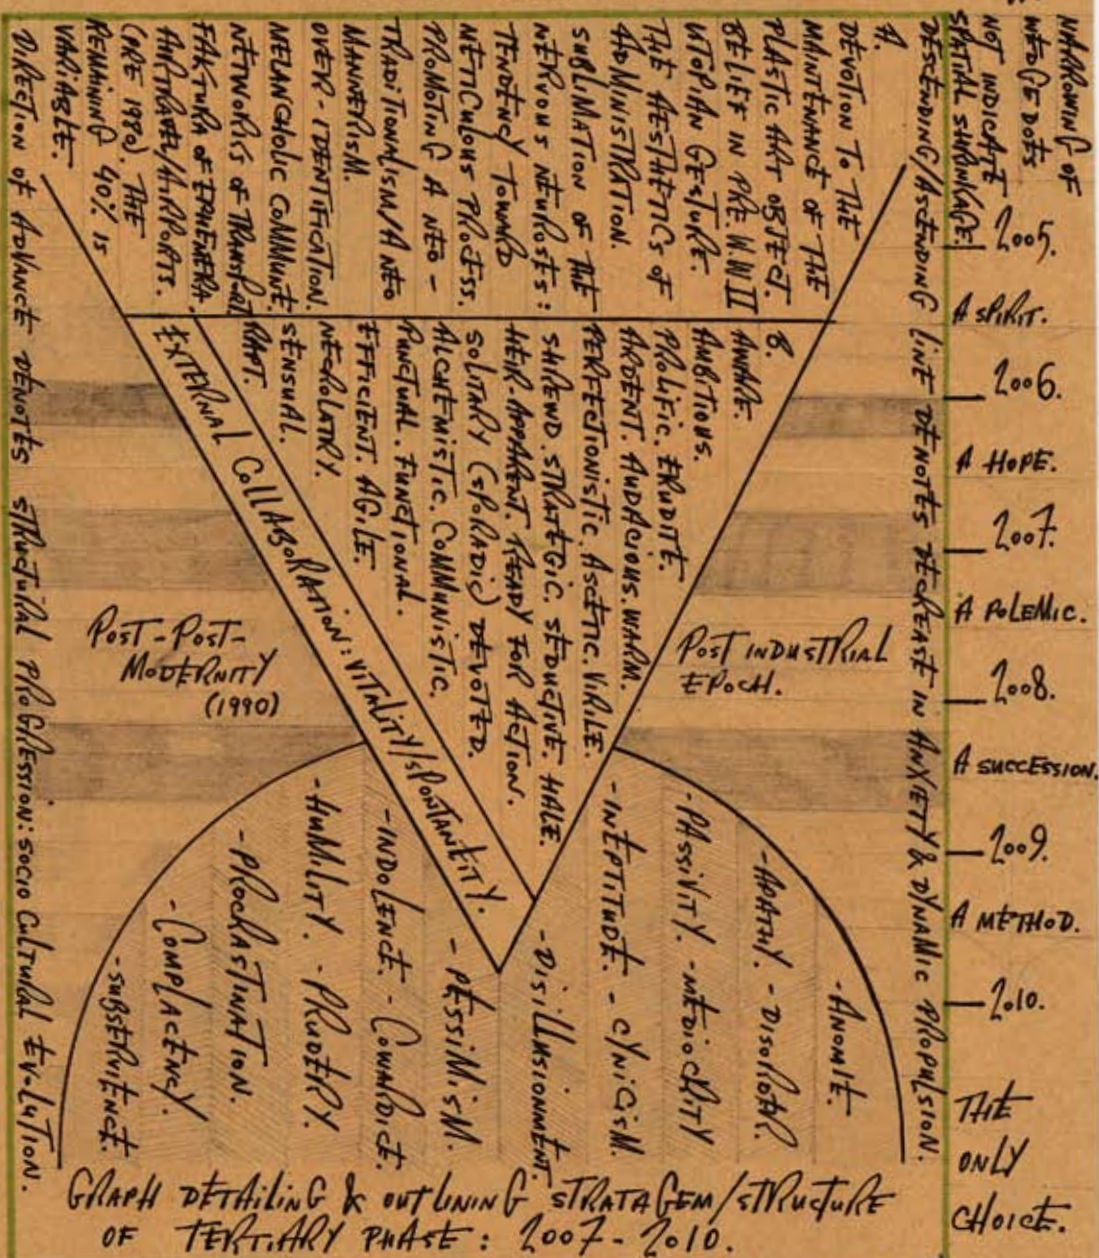 NARROWING OF
WEDGE DOES
NOT INDICATE
SPATIAL SHRINKAGE.
2005.
A SPIRIT.
2006.
A HOPE.
2007.
A POLEMIC.
2008.
A SUCCESSION.
2009.
A METHOD.
2010.
THE
ONLY
CHOICE.
DESCENDING/ASCENDING LINE DENOTES DECREASE IN ANXIETY & DYNAMIC PROPULSION.
A.
DEVOTION TO THE
MAINTENANCE OF THE
PLASTIC ART OBJECT.
BELIEF IN PRE. W.W II
UTOPIAN GESTURE.
THE AESTHETICS OF
ADMINISTRATION.
SUBLIMATION OF THE
NERVOUS NEUROSES:
TENDENCY TOWARD
METICULOUS PROCESS.
PROMOTING A NEO-
TRADITIONALISM/A NEO
MANNERISM.
OVER-IDENTIFICATION.
MELANCHOLIC COMMUNE.
NETWORKS OF TRANSPORT
FAKTURA OF EPHEMERA.
AIRTRAVEL/AIRPORTS.
(PRE 1990). THE
REMAINING 40% IS
VARIABLE.
B.
AWARE.
AMBITIOUS.
PROLIFIC. ERUDITE.
ARDENT. AUDACIOUS. WARM.
PERFECTIONISTIC. ASCETIC. VIRILE.
SHREWD. STRATEGIC. SEDUCTIVE. HALE.
HEIR-APPARENT. READY FOR ACTION.
SOLITARY (SPORADIC) DEVOTED.
ALCHEMISTIC. COMMUNISTIC.
PUNCTUAL. FUNCTIONAL.
EFFICIENT. AGILE.
NECROLATRY.
SENSUAL.
RAPT.
EXTERNAL COLLABORATION: VITALITY/SPONTANEITY.
POST INDUSTRIAL
EPOCH.
POST-POST-
MODERNITY
(1990)
-ANOMIE.
-APATHY. -DISORDER.
-PASSIVITY. -MEDIOCRITY
-INEPTITUDE. -CYNICISM.
-DISILLUSIONMENT.
-PESSIMISM.
-INDOLENCE. -COWARDICE.
-HUMILITY. -PRUDERY.
-PROCRASTINATION.
-COMPLACENCY.
-SUBSERVIENCE.
DIRECTION OF ADVANCE DENOTES STRUCTURAL PROGRESSION: SOCIO CULTURAL EV-LUTION.
GRAPH DETAILING & OUTLINING STRATAGEM/STRUCTURE
OF TERTIARY PHASE: 2007-2010.